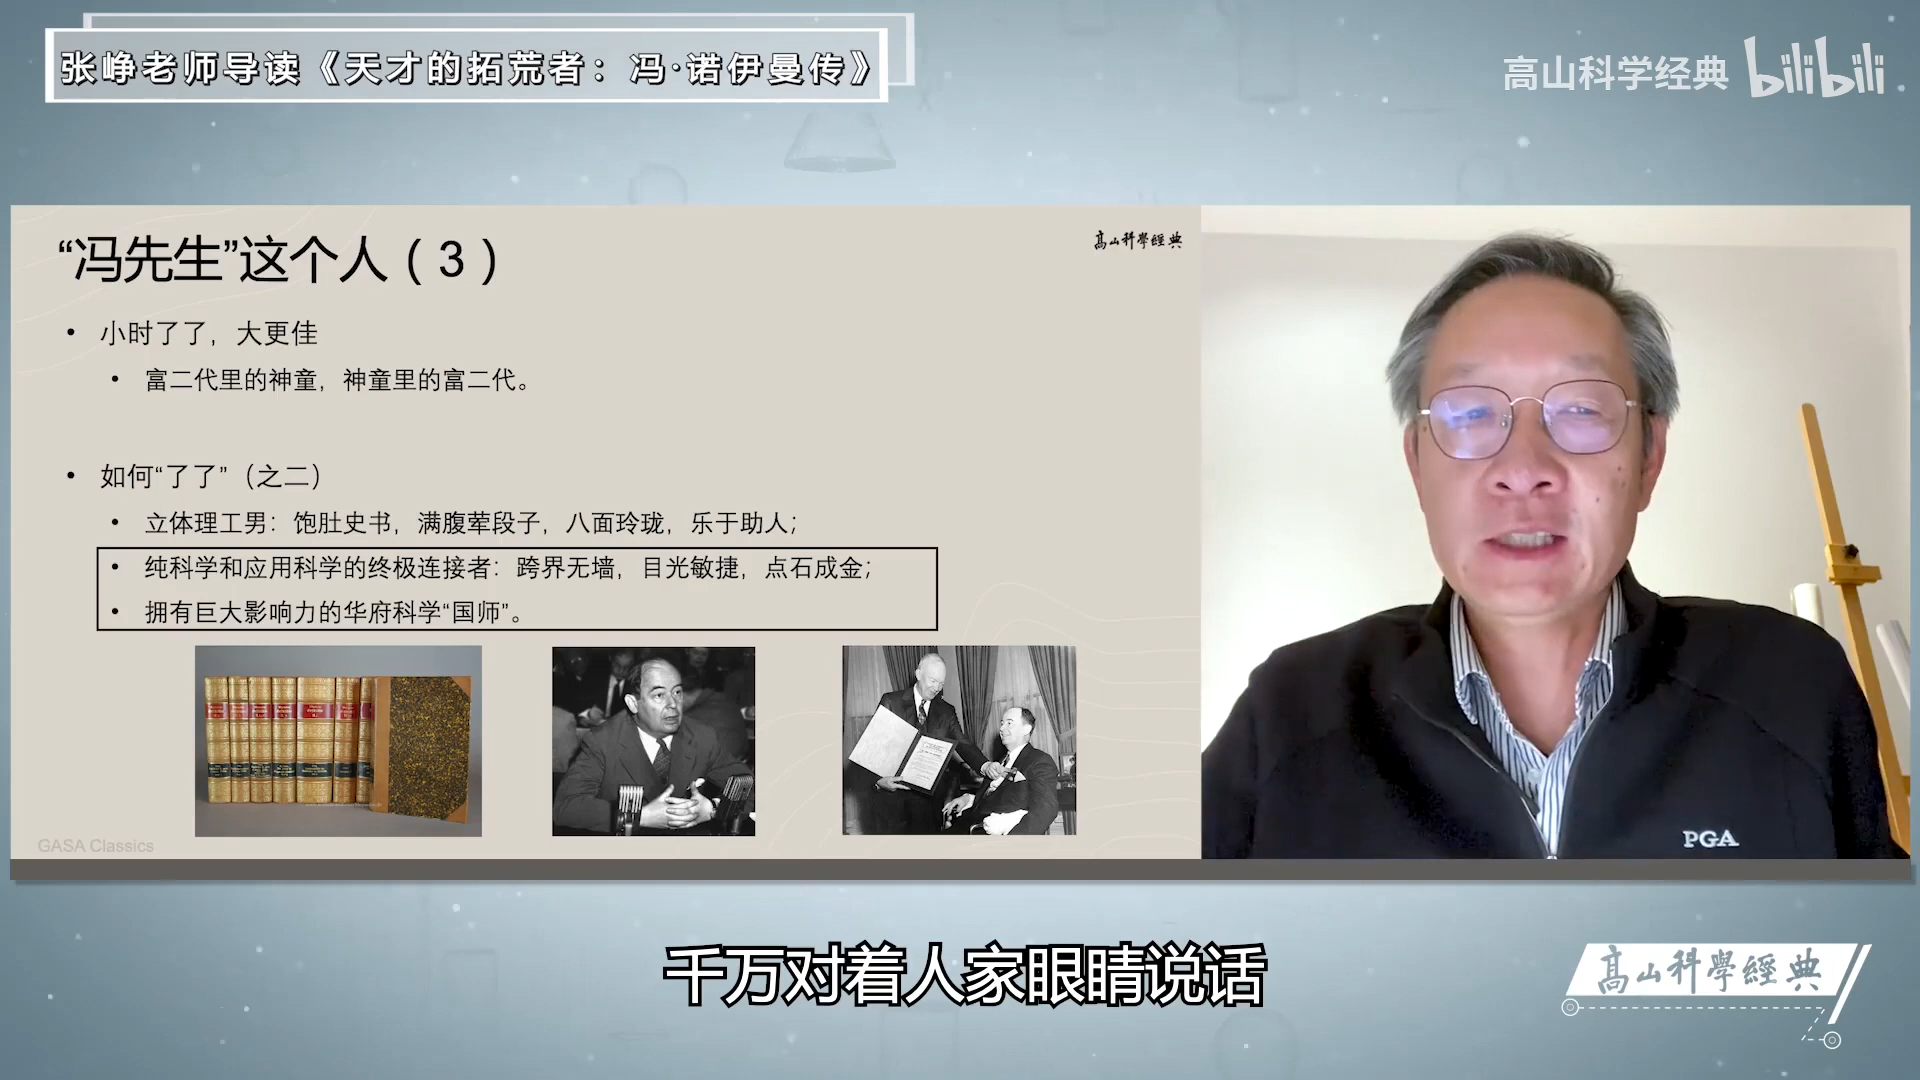 张峥老师导读《天才的拓荒者：冯·诺伊曼传》
高山科学经典 bilibili
“冯先生”这个人（3）
高山科學經典
• 小时了了，大更佳
• 富二代里的神童，神童里的富二代。
• 如何“了了”（之二）
• 立体理工男：饱肚史书，满腹荤段子，八面玲珑，乐于助人；
• 纯科学和应用科学的终极连接者：跨界无墙，目光敏捷，点石成金；
• 拥有巨大影响力的华府科学“国师”。
GASA Classics
PGA
千万对着人家眼睛说话
高山科學經典